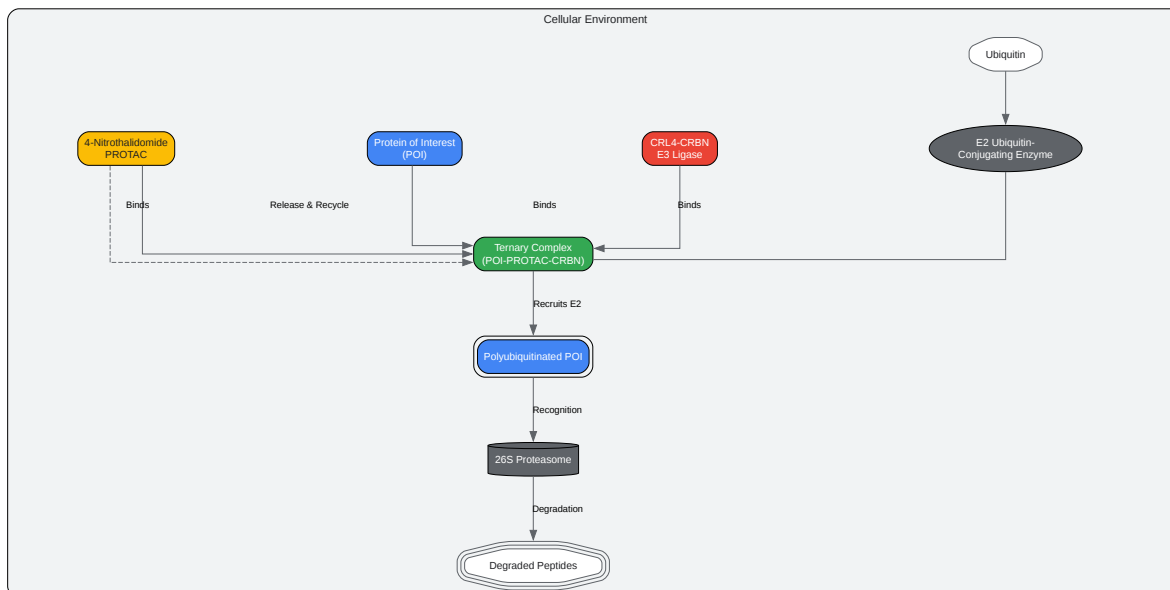 Cellular Environment
Ubiquitin
4-Nitrothalidomide
PROTAC
Protein of Interest
(POI)
CRL4-CRBN
E3 Ligase
E2 Ubiquitin-
Conjugating Enzyme
Binds
Release & Recycle
Binds
Binds
Ternary Complex
(POI-PROTAC-CRBN)
Recruits E2
Polyubiquitinated POI
Recognition
26S Proteasome
Degradation
Degraded Peptides